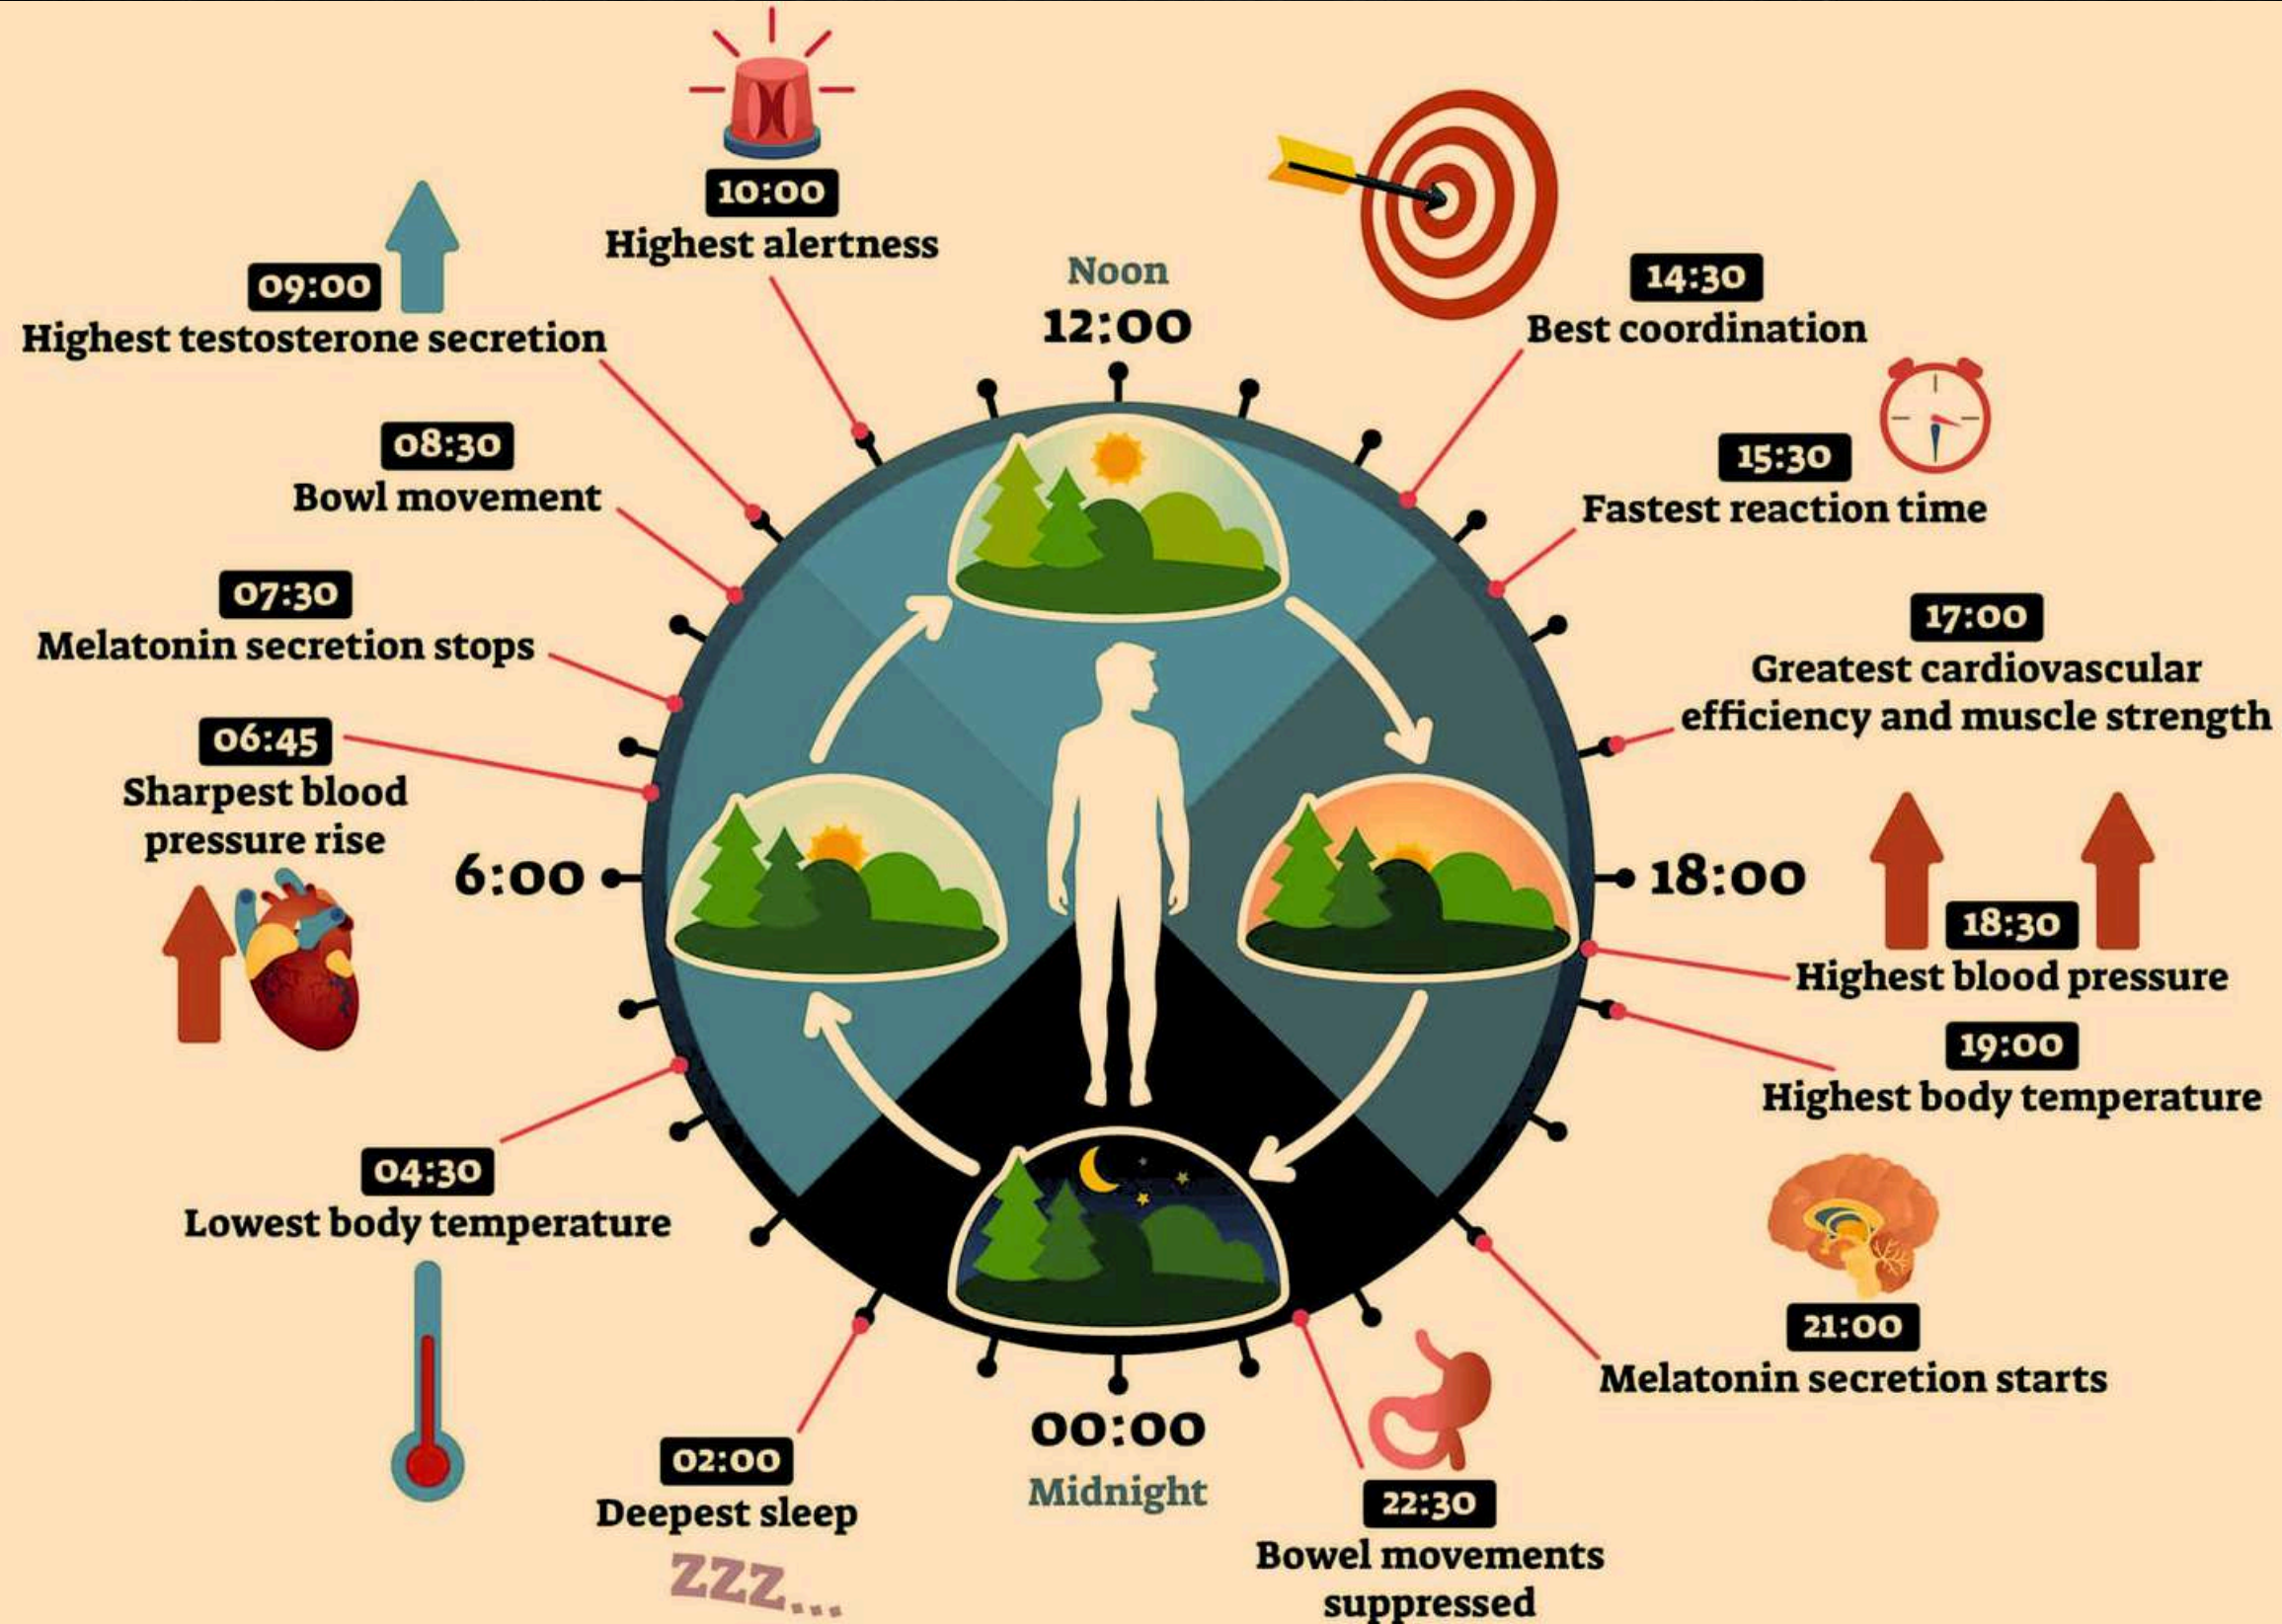 10:00
Highest alertness
Noon
12:00
14:30
Best coordination
09:00
Highest testosterone secretion
15:30
Fastest reaction time
08:30
Bowl movement
17:00
Greatest cardiovascular
efficiency and muscle strength
07:30
Melatonin secretion stops
06:45
Sharpest blood
pressure rise
6:00
18:00
18:30
Highest blood pressure
19:00
Highest body temperature
04:30
Lowest body temperature
21:00
Melatonin secretion starts
02:00
Deepest sleep
zzz...
00:00
Midnight
22:30
Bowel movements
suppressed